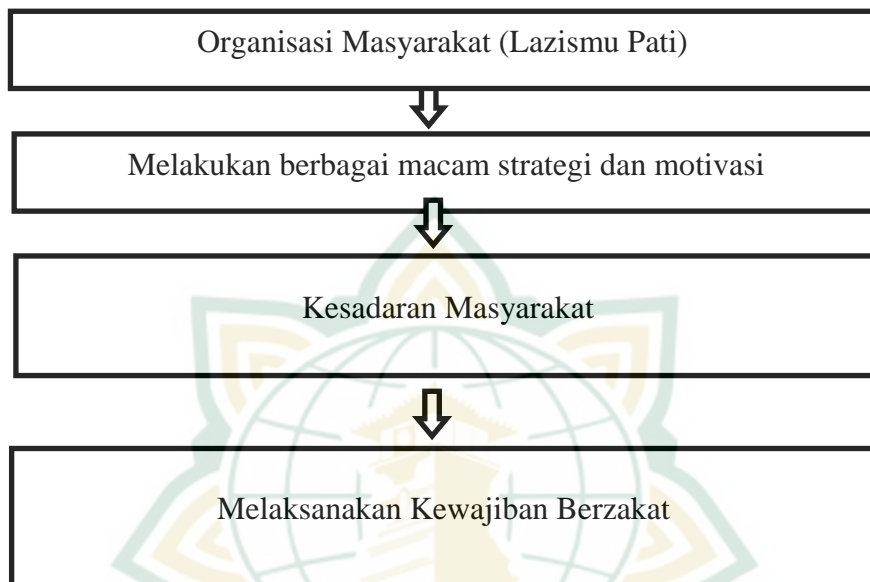 Organisasi Masyarakat (Lazismu Pati)
Melakukan berbagai macam strategi dan motivasi
Kesadaran Masyarakat
Melaksanakan Kewajiban Berzakat